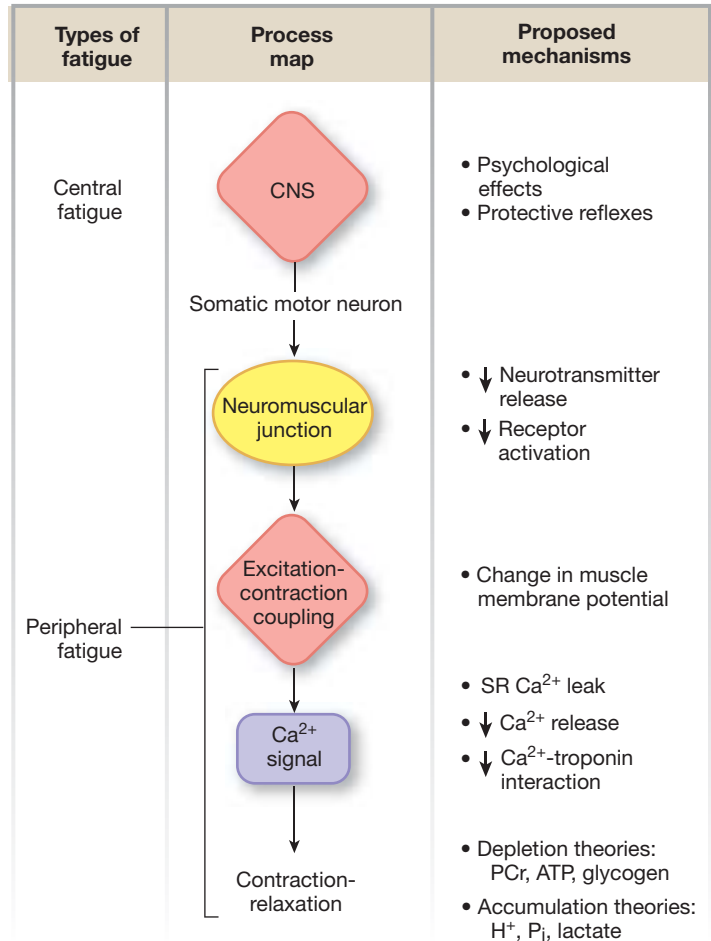 Types of
fatigue
Process
map
Proposed
mechanisms
Central
fatigue
CNS
• Psychological
effects
• Protective reflexes
Somatic motor neuron
Neuromuscular
junction
• ↓ Neurotransmitter
release
• ↓ Receptor
activation
Peripheral
fatigue
Excitation-
contraction
coupling
• Change in muscle
membrane potential
Ca²⁺
signal
• SR Ca²⁺ leak
• ↓ Ca²⁺ release
• ↓ Ca²⁺-troponin
interaction
Contraction-
relaxation
• Depletion theories:
PCr, ATP, glycogen
• Accumulation theories:
H⁺, Pᵢ, lactate